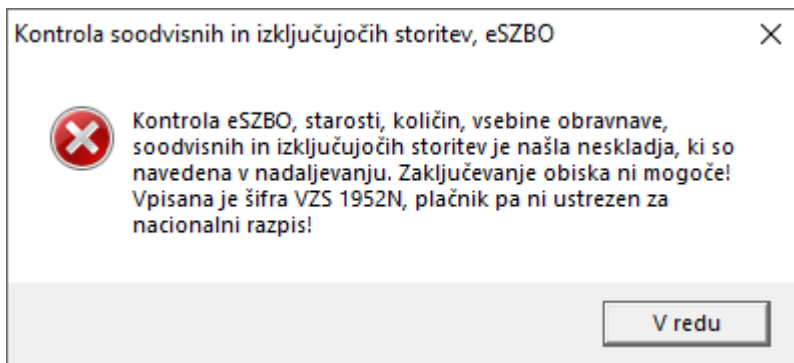 Kontrola soodvisnih in izključujočih storitev, eSZBO
Kontrola eSZBO, starosti, količin, vsebine obravnave,
soodvisnih in izključujočih storitev je našla neskladja, ki so
navedena v nadaljevanju. Zaključevanje obiska ni mogoče!
Vpisana je šifra VZS 1952N, plačnik pa ni ustrezen za
nacionalni razpis!
V redu